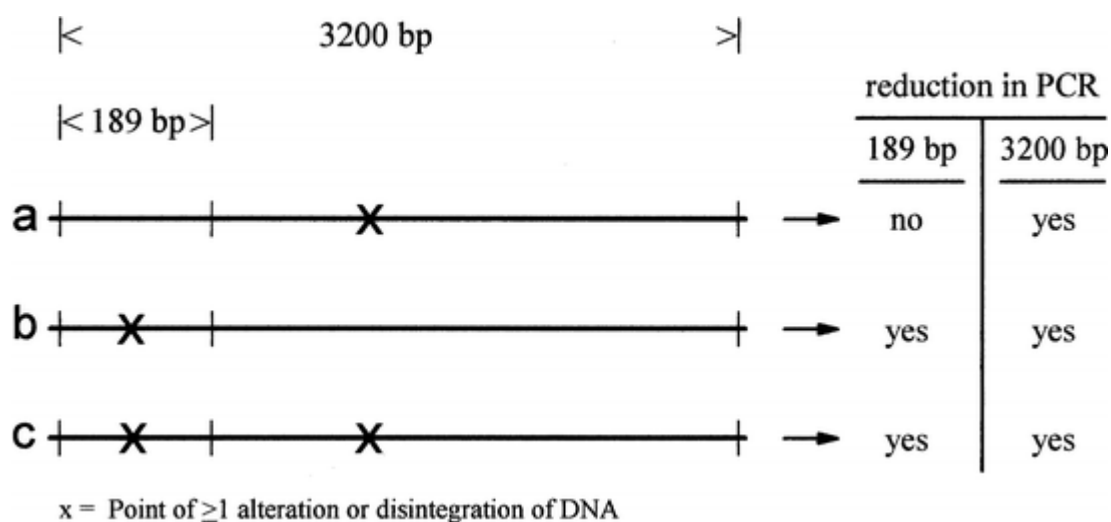 |< 3200 bp >|
reduction in PCR
|< 189 bp >|
189 bp 3200 bp
a x no yes
b x yes yes
c x x yes yes
x = Point of ≥1 alteration or disintegration of DNA